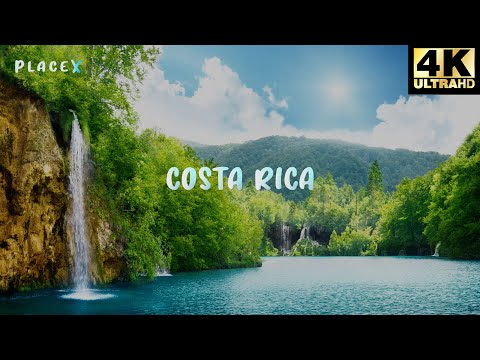 PLACEX
4K
ULTRAHD
COSTA RICA